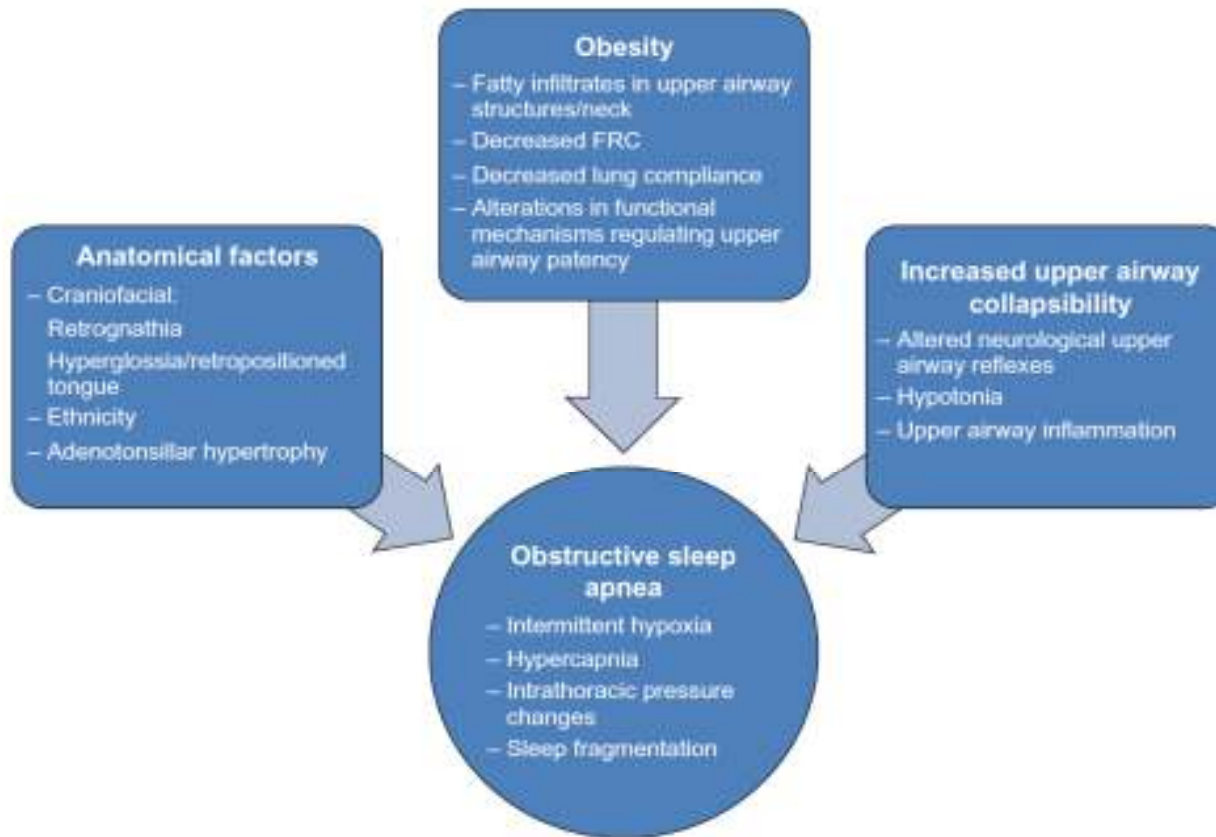 Obesity
– Fatty infiltrates in upper airway
structures/neck
– Decreased FRC
– Decreased lung compliance
– Alterations in functional
mechanisms regulating upper
airway patency
Anatomical factors
– Craniofacial:
Retrognathia
Hyperglossia/retropositioned
tongue
– Ethnicity
– Adenotonsillar hypertrophy
Increased upper airway
collapsibility
– Altered neurological upper
airway reflexes
– Hypotonia
– Upper airway inflammation
Obstructive sleep
apnea
– Intermittent hypoxia
– Hypercapnia
– Intrathoracic pressure
changes
– Sleep fragmentation